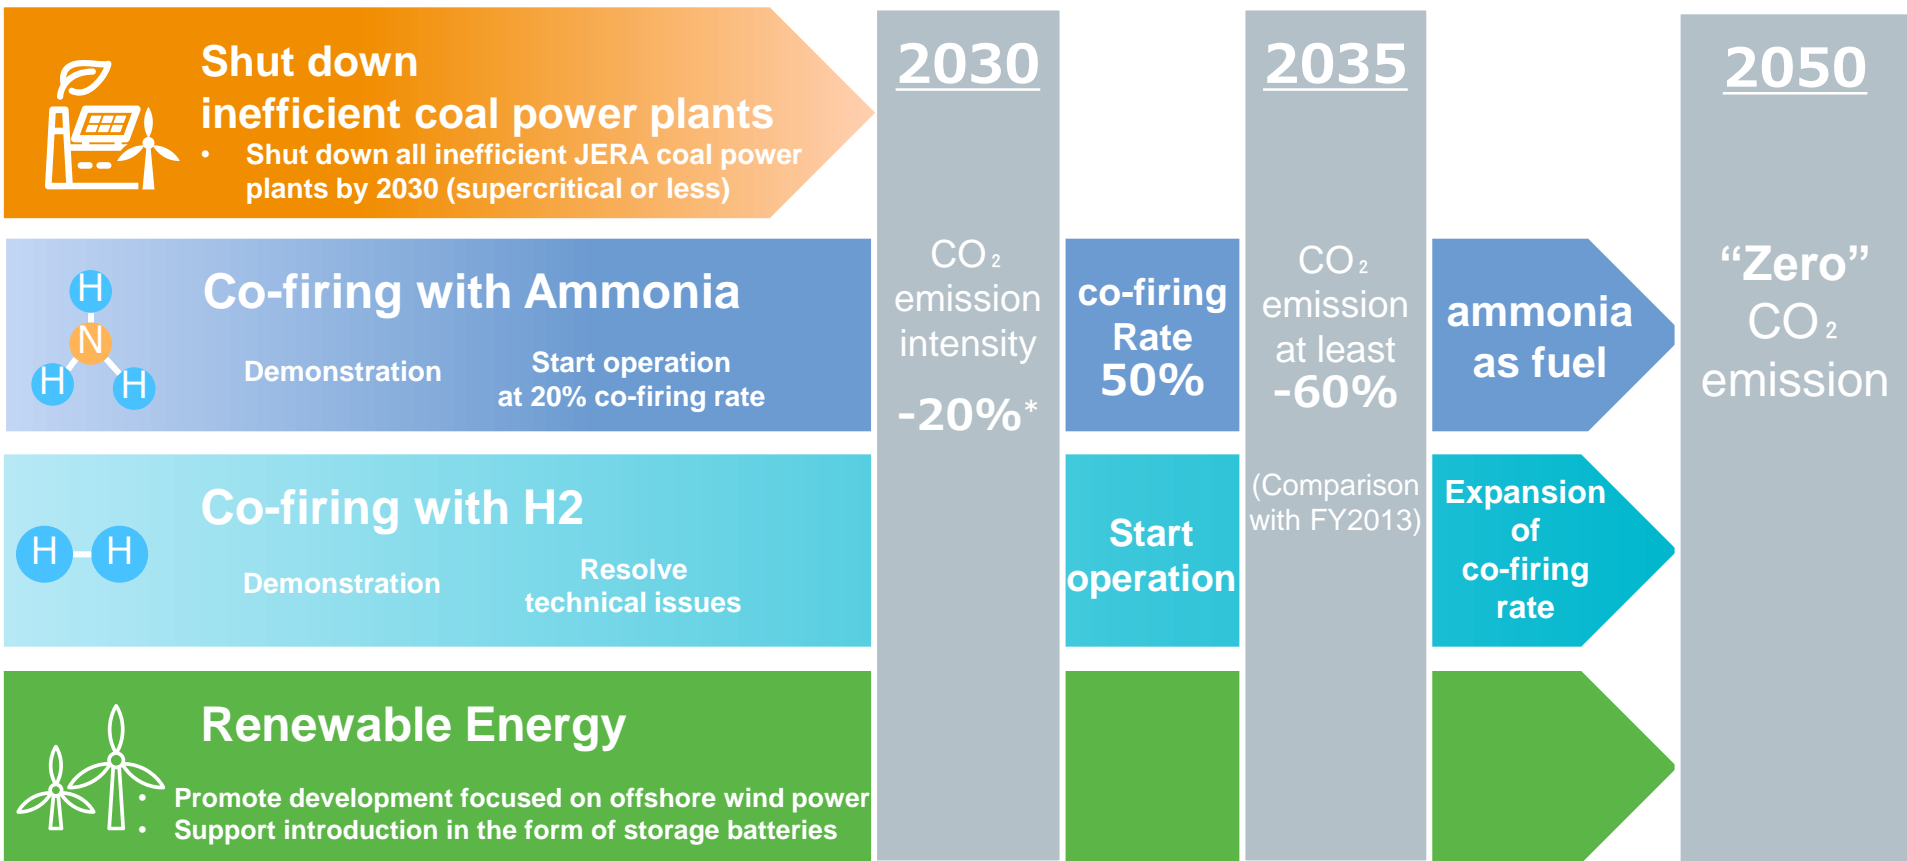 Shut down
inefficient coal power plants
• Shut down all inefficient JERA coal power
plants by 2030 (supercritical or less)
H
N
H
H
Co-firing with Ammonia
Demonstration
Start operation
at 20% co-firing rate
H
H
Co-firing with H2
Demonstration
Resolve
technical issues
Renewable Energy
• Promote development focused on offshore wind power
• Support introduction in the form of storage batteries
2030
CO₂
emission
intensity
-20%*
co-firing
Rate
50%
Start
operation
2035
CO₂
emission
at least
-60%
(Comparison
with FY2013)
ammonia
as fuel
Expansion
of
co-firing
rate
2050
“Zero”
CO₂
emission